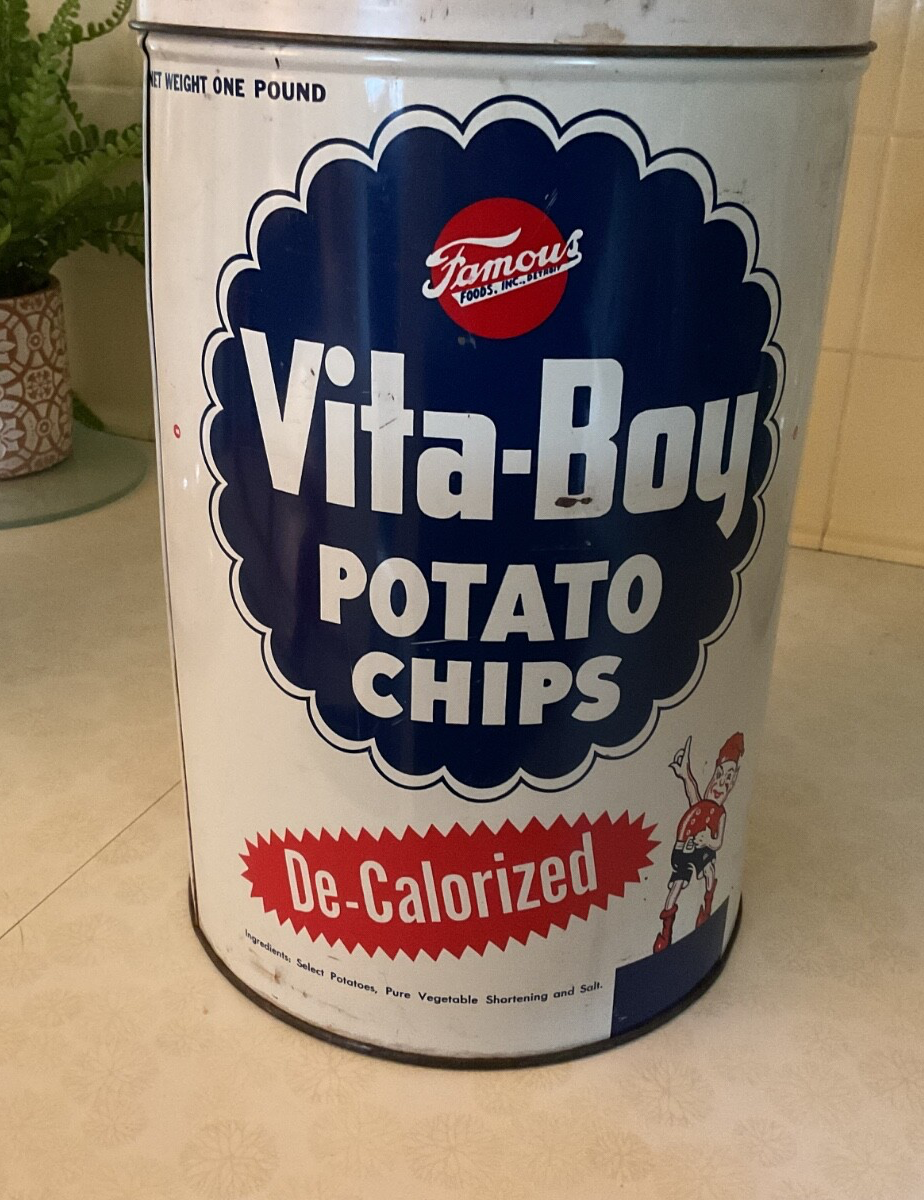 NET WEIGHT ONE POUND
Famous
FOODS, INC., DETROIT
Vita-Boy
POTATO
CHIPS
De-Calorized
Ingredients: Select Potatoes, Pure Vegetable Shortening and Salt.